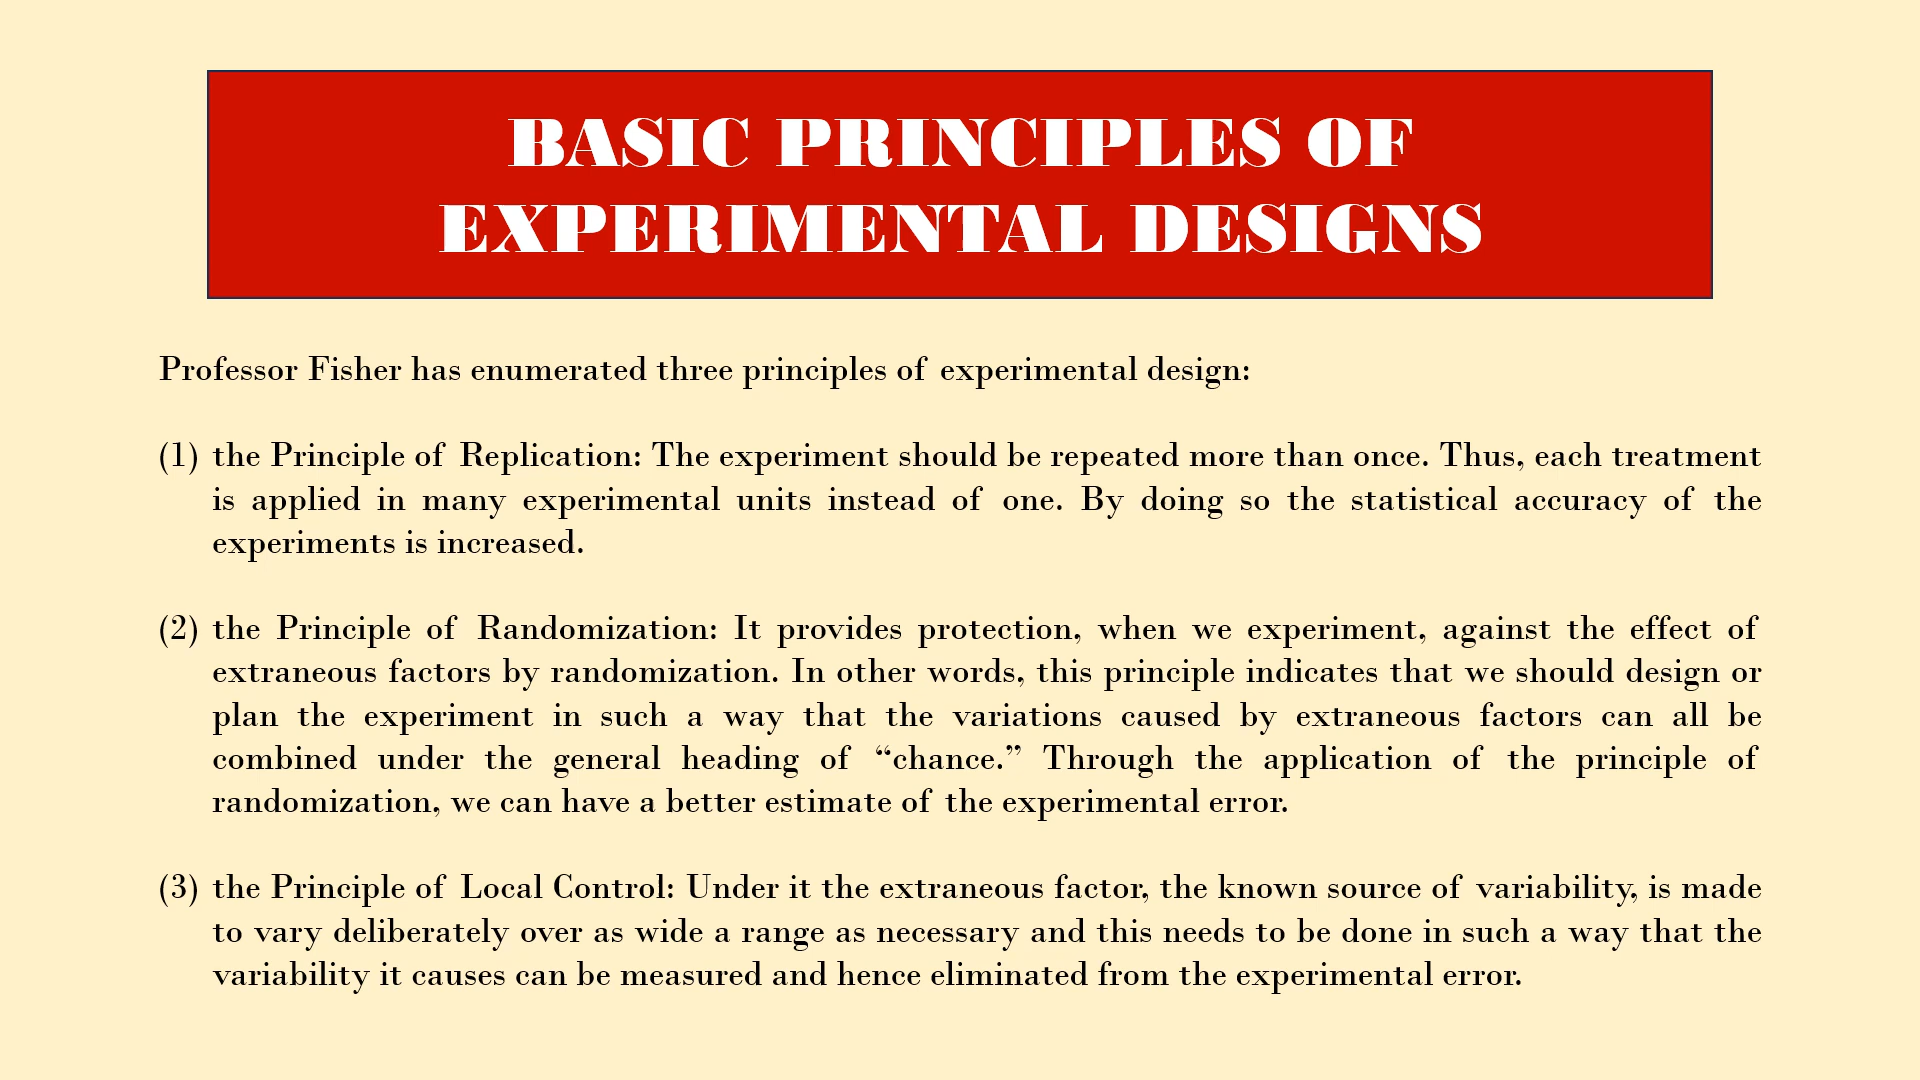 BASIC PRINCIPLES OF
EXPERIMENTAL DESIGNS
Professor Fisher has enumerated three principles of experimental design:
(1) the Principle of Replication: The experiment should be repeated more than once. Thus, each treatment
is applied in many experimental units instead of one. By doing so the statistical accuracy of the
experiments is increased.
(2) the Principle of Randomization: It provides protection, when we experiment, against the effect of
extraneous factors by randomization. In other words, this principle indicates that we should design or
plan the experiment in such a way that the variations caused by extraneous factors can all be
combined under the general heading of “chance.” Through the application of the principle of
randomization, we can have a better estimate of the experimental error.
(3) the Principle of Local Control: Under it the extraneous factor, the known source of variability, is made
to vary deliberately over as wide a range as necessary and this needs to be done in such a way that the
variability it causes can be measured and hence eliminated from the experimental error.